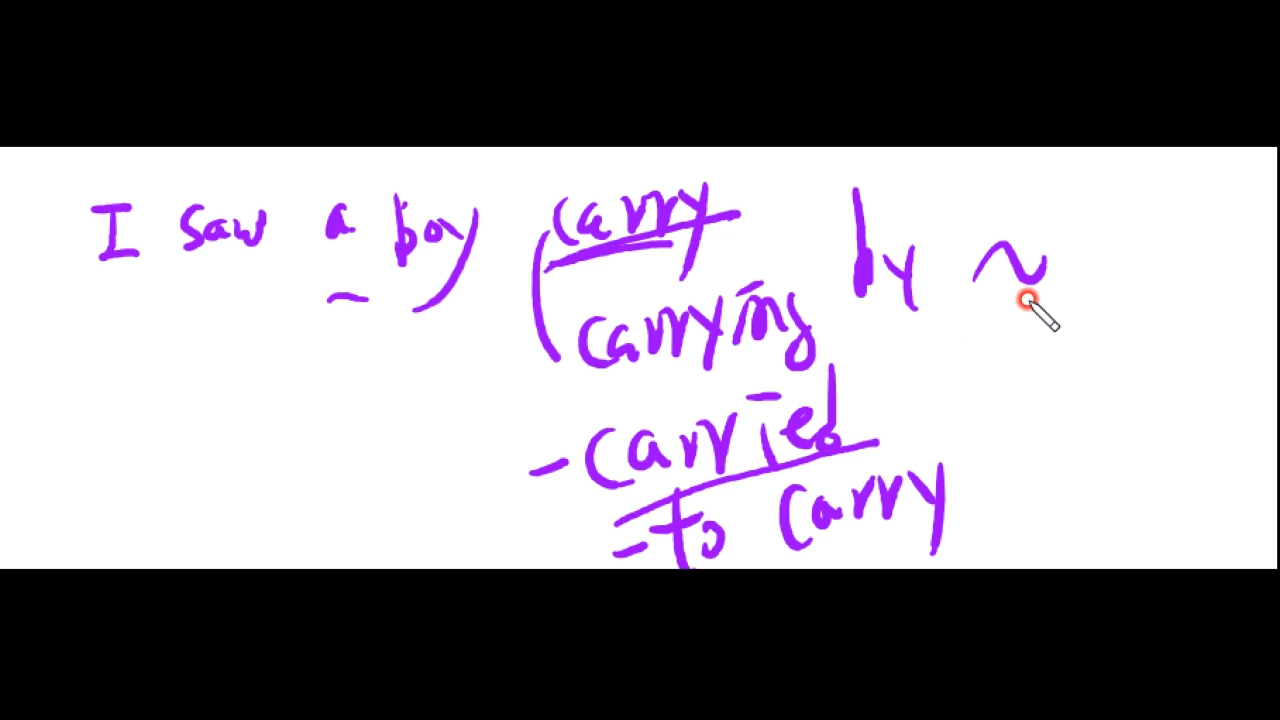 I saw a boy carry by ~
carrying
- carried
= to carry